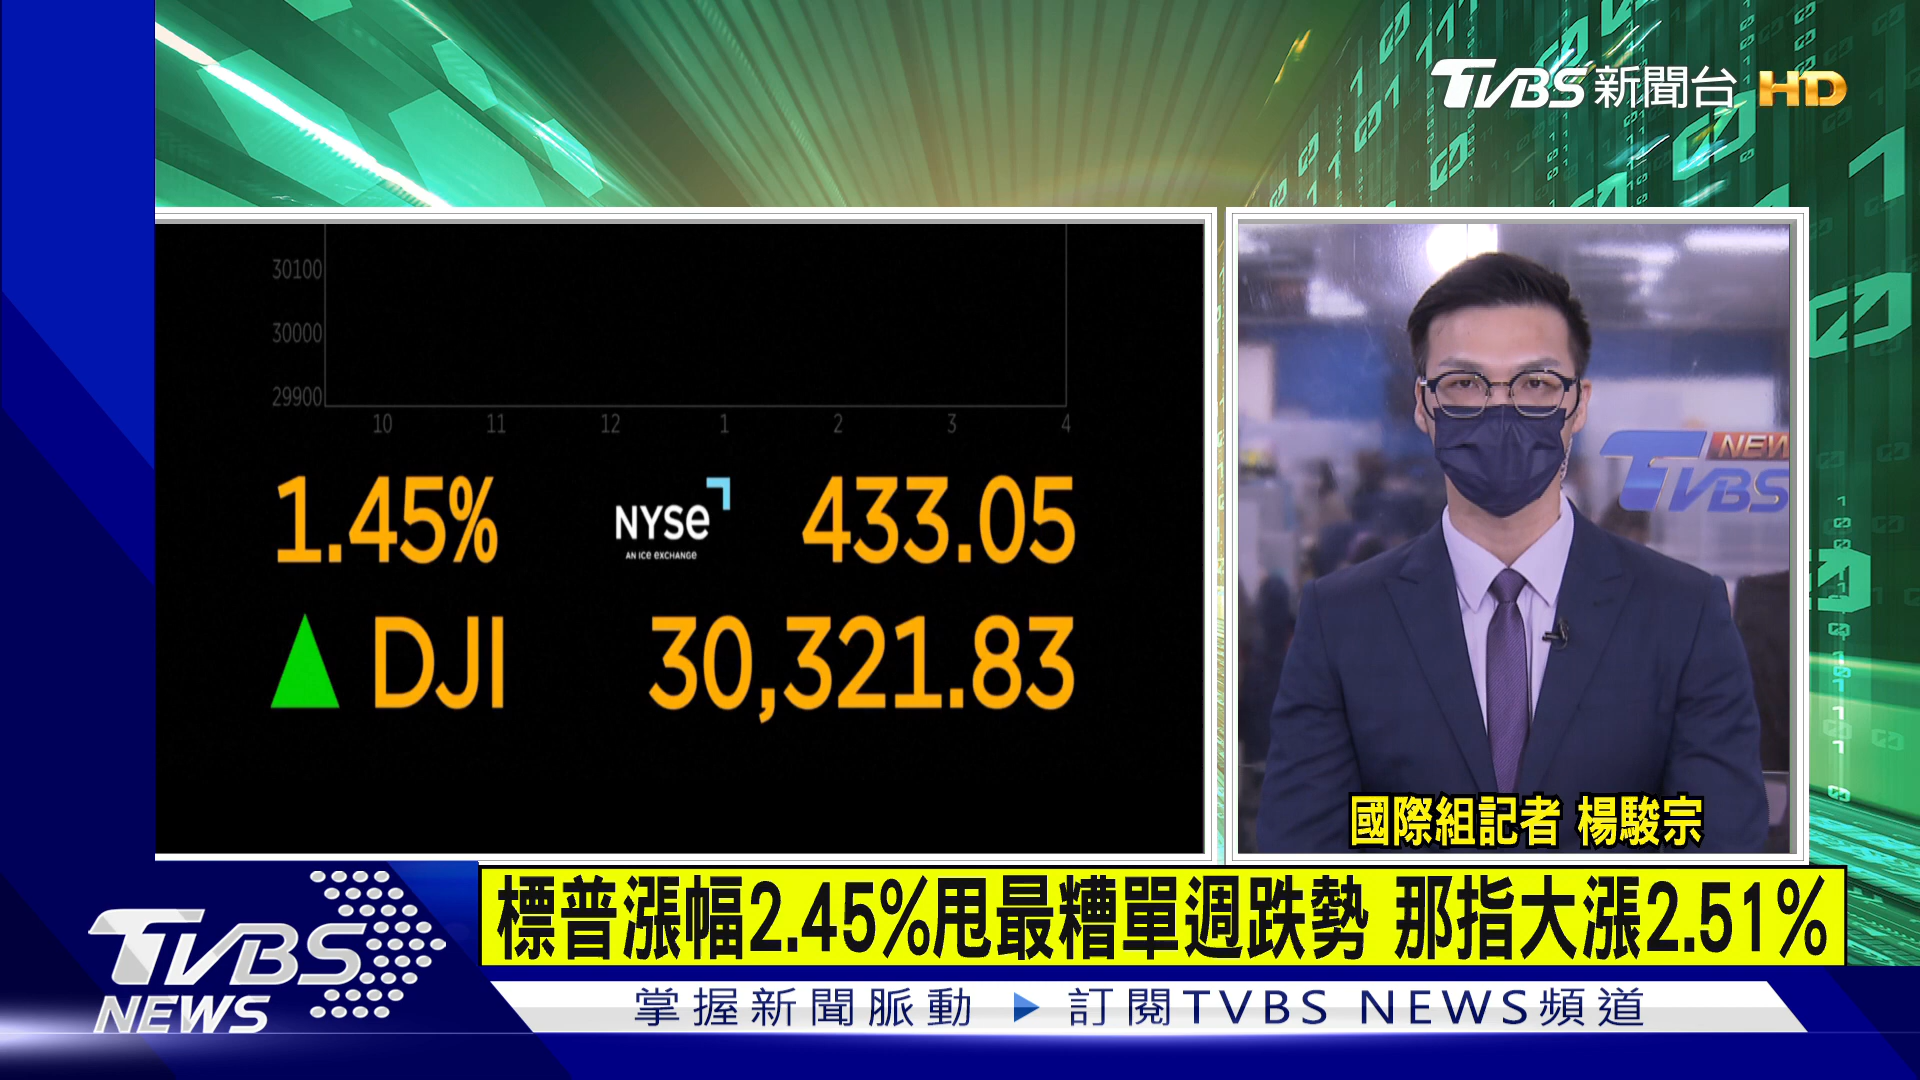 TVBS新聞台 HD
30100
30000
29900
10 11 12 1 2 3 4
1.45% NYSE 433.05
AN ICE EXCHANGE
DJI 30,321.83
NEW
TVBS
國際組記者 楊駿宗
標普漲幅2.45%甩最糟單週跌勢 那指大漲2.51%
TVBS
NEWS
掌握新聞脈動 ▶ 訂閱TVBS NEWS頻道